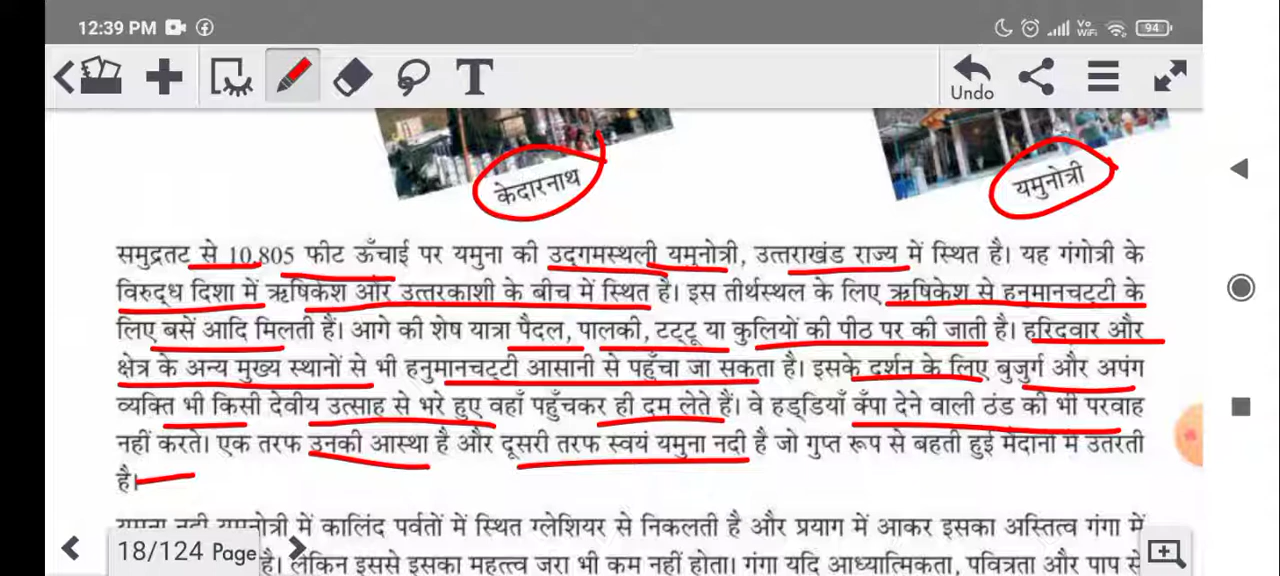 12:39 PM
Vo
WiFi
94
T
Undo
केदारनाथ
यमुनोत्री
समुद्रतट से 10,805 फीट ऊँचाई पर यमुना की उद्गमस्थली यमुनोत्री, उत्तराखंड राज्य में स्थित है। यह गंगोत्री के
विरुद्ध दिशा में ऋषिकेश और उत्तरकाशी के बीच में स्थित है। इस तीर्थस्थल के लिए ऋषिकेश से हनमानचट्टी के
लिए बसें आदि मिलती हैं। आगे की शेष यात्रा पैदल, पालकी, टट्टू या कुलियों की पीठ पर की जाती है। हरिदवार और
क्षेत्र के अन्य मुख्य स्थानों से भी हनुमानचट्टी आसानी से पहुँचा जा सकता है। इसके दर्शन के लिए बुजुर्ग और अपंग
व्यक्ति भी किसी देवीय उत्साह से भरे हुए वहाँ पहुँचकर ही दम लेते हैं। वे हड्डियाँ कँपा देने वाली ठंड की भी परवाह
नहीं करते। एक तरफ उनकी आस्था है और दूसरी तरफ स्वयं यमुना नदी है जो गुप्त रूप से बहती हुई मैदानों में उतरती
है।
यमुना नदी यमुनोत्री में कालिंद पर्वतों में स्थित ग्लेशियर से निकलती है और प्रयाग में आकर इसका अस्तित्व गंगा में
18/124 Page
है। लेकिन इससे इसका महत्त्व जरा भी कम नहीं होता। गंगा यदि आध्यात्मिकता, पवित्रता और पाप से